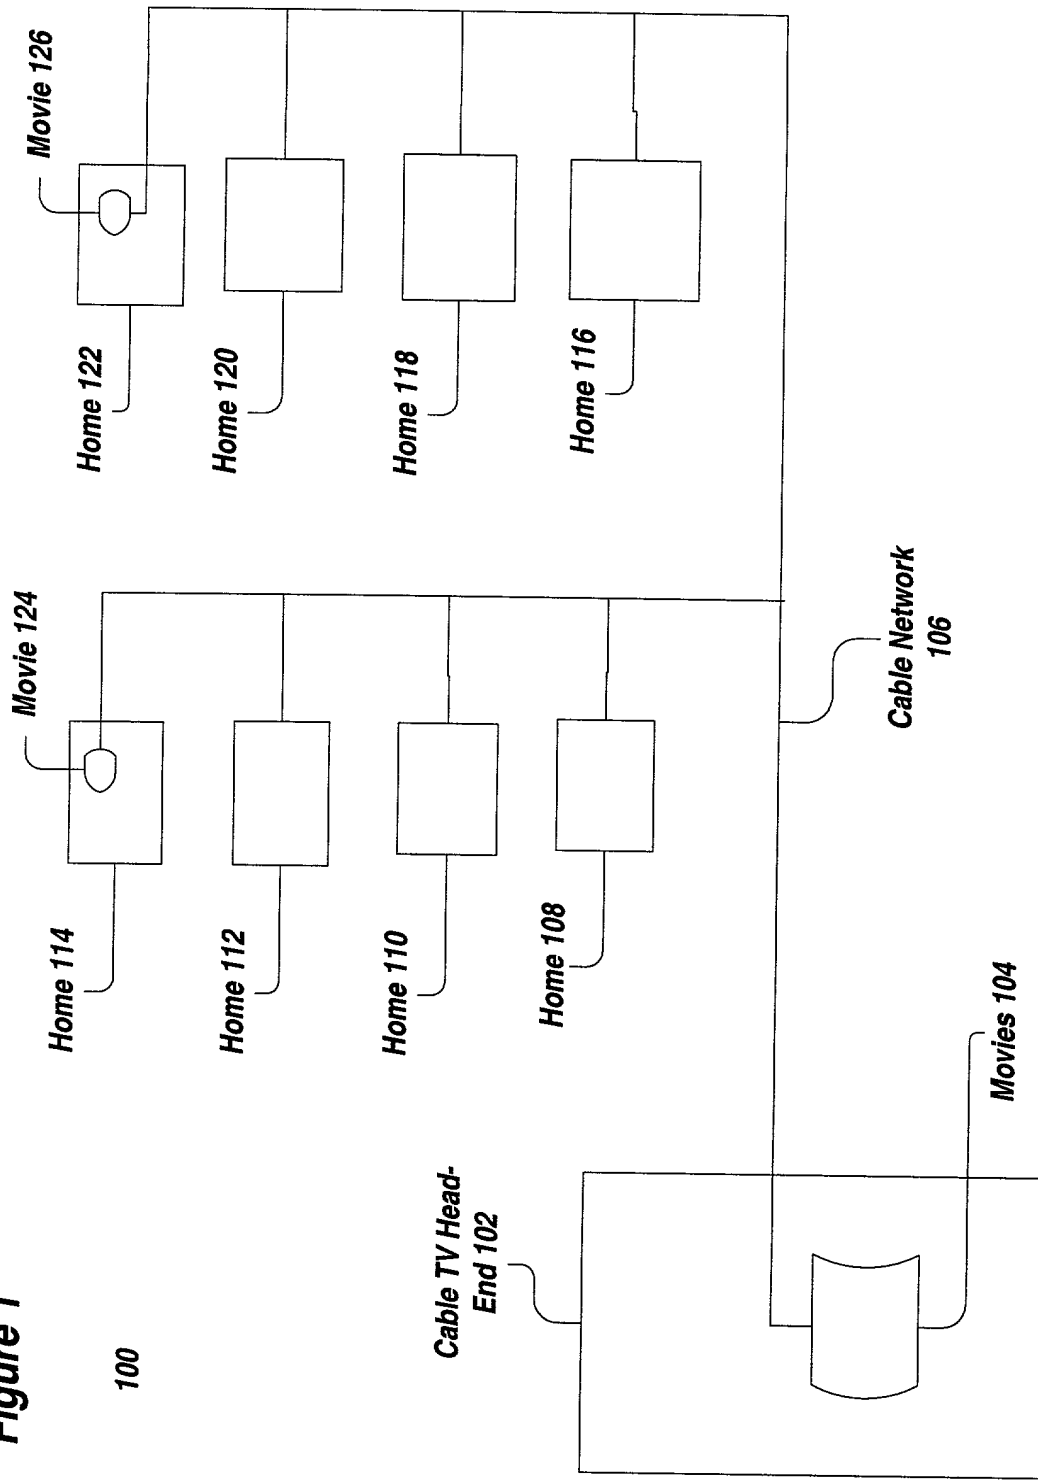 Figure 1
100
Cable TV Head-
End 102
Movies 104
Cable Network
106
Home 114
Home 112
Home 110
Home 108
Movie 124
Home 122
Home 120
Home 118
Home 116
Movie 126